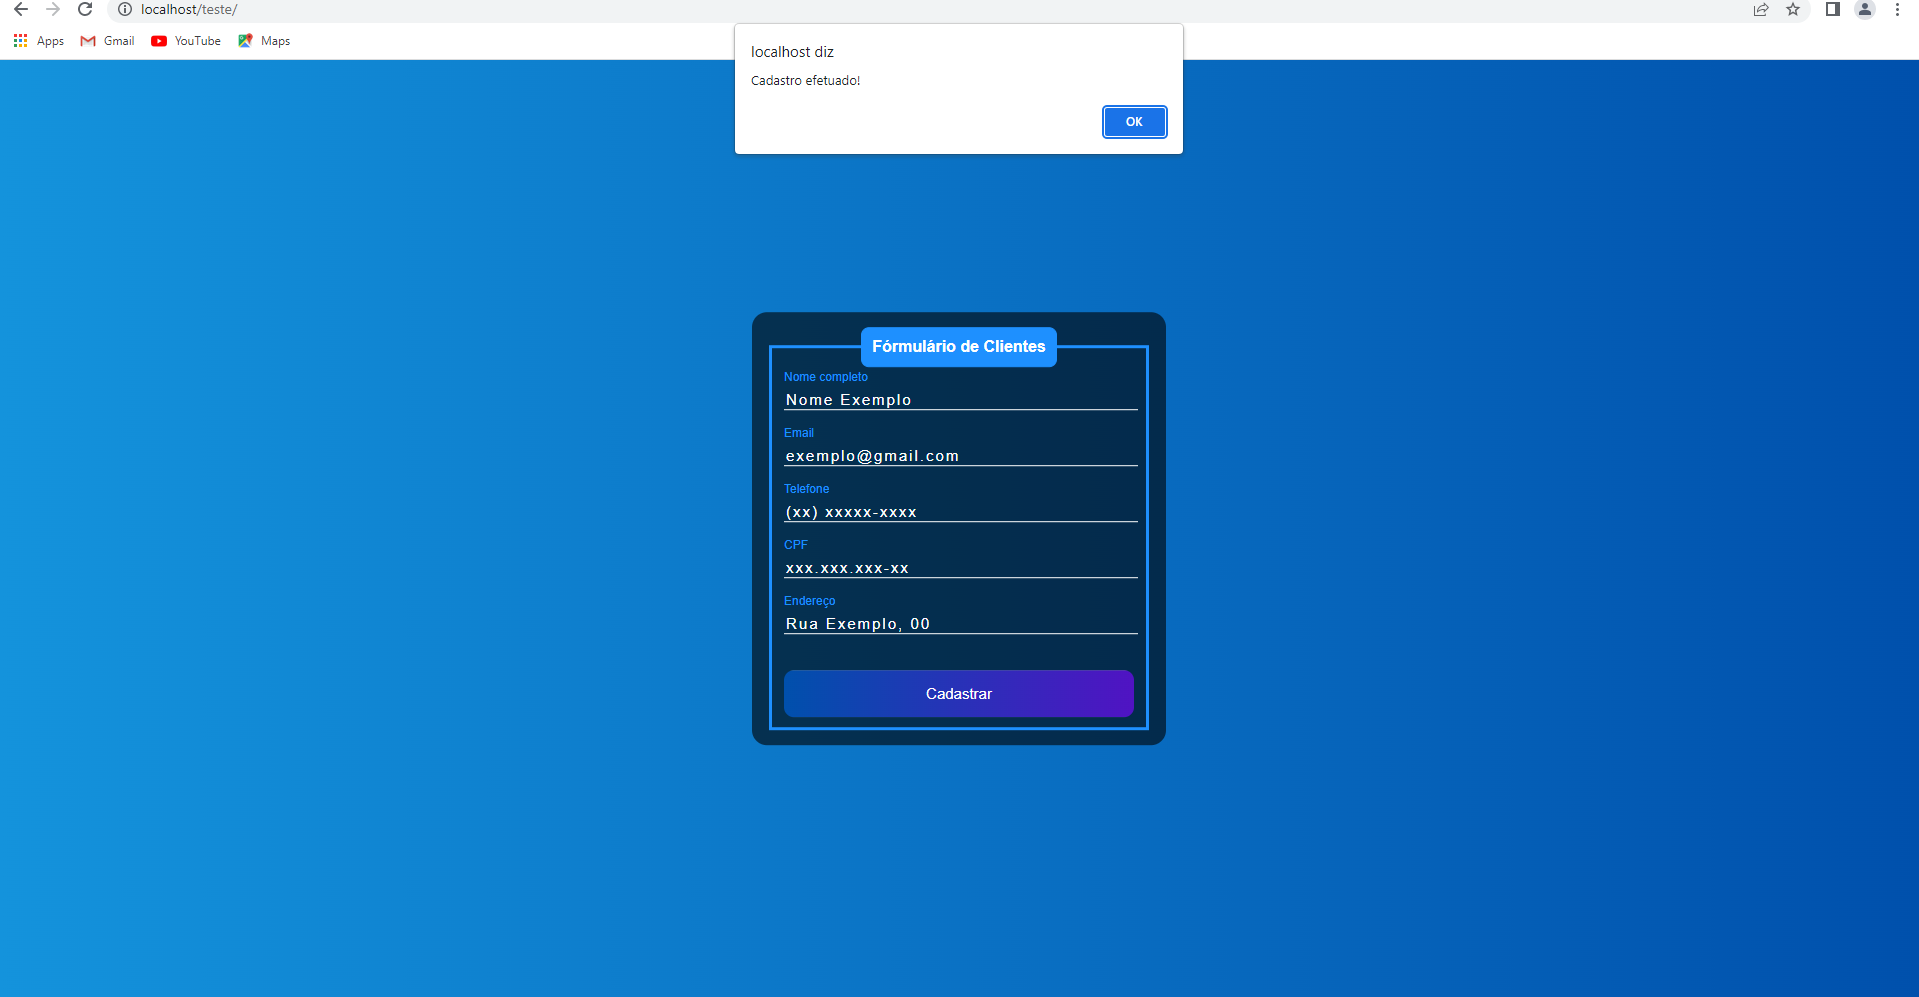 localhost/teste/
Apps Gmail YouTube Maps
localhost diz
Cadastro efetuado!
OK
Fórmulário de Clientes
Nome completo
Nome Exemplo
Email
exemplo@gmail.com
Telefone
(xx) xxxxx-xxxx
CPF
xxx.xxx.xxx-xx
Endereço
Rua Exemplo, 00
Cadastrar